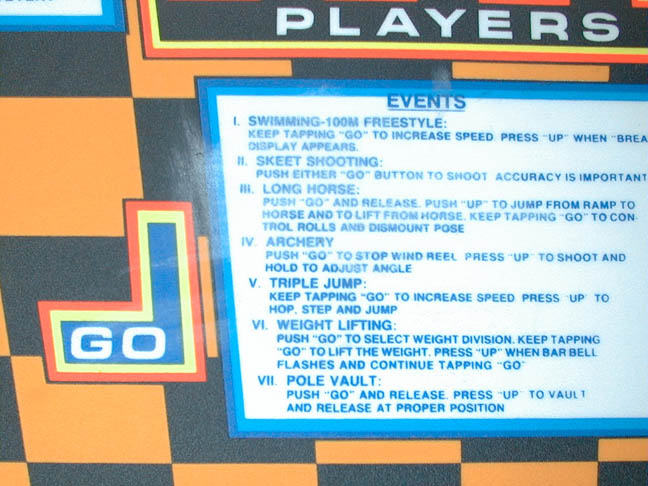 PLAYERS
EVENTS
I. SWIMMING-100M FREESTYLE:
KEEP TAPPING "GO" TO INCREASE SPEED. PRESS "UP" WHEN "BREA
DISPLAY APPEARS.
II. SKEET SHOOTING:
PUSH EITHER "GO" BUTTON TO SHOOT. ACCURACY IS IMPORTANT
III. LONG HORSE:
PUSH "GO" AND RELEASE. PUSH "UP" TO JUMP FROM RAMP TO
HORSE AND TO LIFT FROM HORSE. KEEP TAPPING "GO" TO CON-
TROL ROLLS AND DISMOUNT POSE
IV. ARCHERY
PUSH "GO" TO STOP WIND REEL. PRESS "UP" TO SHOOT AND
HOLD TO ADJUST ANGLE
V. TRIPLE JUMP:
KEEP TAPPING "GO" TO INCREASE SPEED. PRESS "UP" TO
HOP, STEP AND JUMP
VI. WEIGHT LIFTING:
PUSH "GO" TO SELECT WEIGHT DIVISION. KEEP TAPPING
"GO" TO LIFT THE WEIGHT. PRESS "UP" WHEN BAR BELL
FLASHES AND CONTINUE TAPPING "GO"
VII. POLE VAULT:
PUSH "GO" AND RELEASE. PRESS "UP" TO VAULT
AND RELEASE AT PROPER POSITION
GO